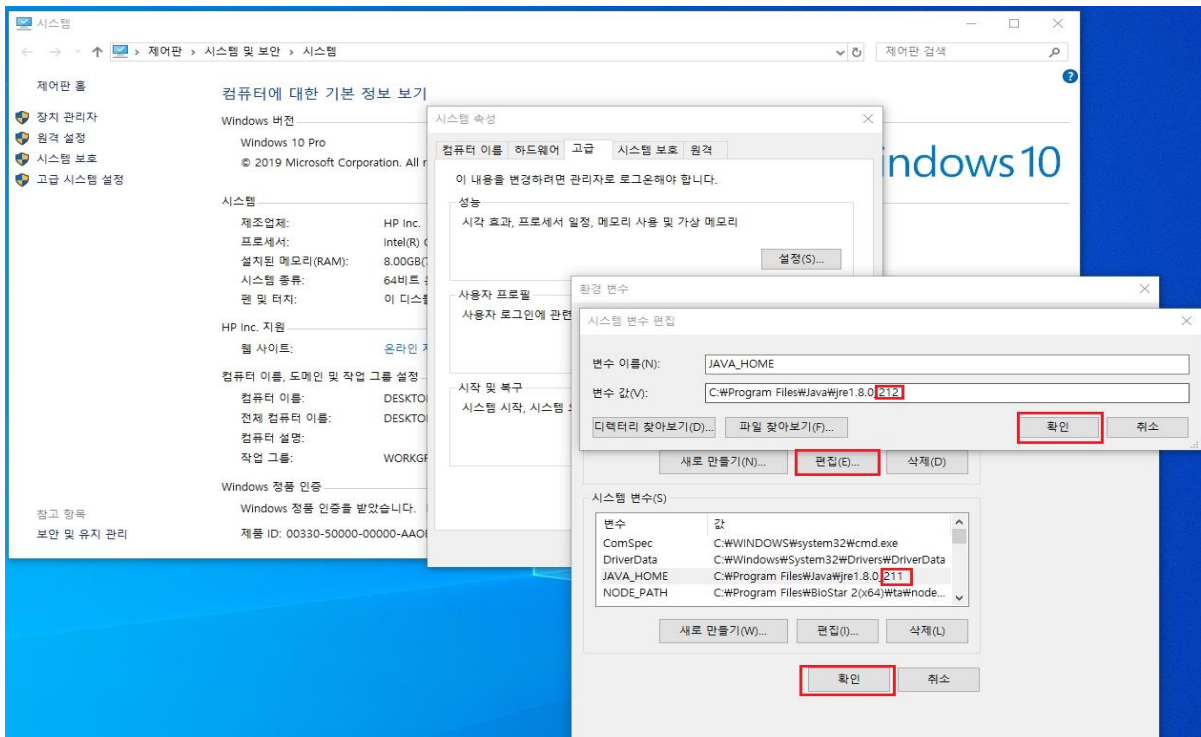 시스템
제어판 › 시스템 및 보안 › 시스템
제어판 검색
제어판 홈
장치 관리자
원격 설정
시스템 보호
고급 시스템 설정
참고 항목
보안 및 유지 관리
컴퓨터에 대한 기본 정보 보기
Windows 버전
Windows 10 Pro
© 2019 Microsoft Corporation. All
indows 10
시스템
제조업체: HP Inc.
프로세서: Intel(R)
설치된 메모리(RAM): 8.00GB
시스템 종류: 64비트
펜 및 터치: 이
HP Inc. 지원
웹 사이트: 온라인
컴퓨터 이름, 도메인 및 작업 그룹 설정
컴퓨터 이름: DESKTO
전체 컴퓨터 이름: DESKTO
컴퓨터 설명:
작업 그룹: WORKG
Windows 정품 인증
Windows 정품 인증을 받았습니다.
제품 ID: 00330-50000-00000-AAOE
시스템 속성
컴퓨터 이름 하드웨어 고급 시스템 보호 원격
이 내용을 변경하려면 관리자로 로그온해야 합니다.
성능
시각 효과, 프로세서 일정, 메모리 사용 및 가상 메모리
설정(S)...
사용자 프로필
사용자 로그인에 관련
시작 및 복구
시스템 시작, 시스템
환경 변수
시스템 변수 편집
변수 이름(N): JAVA_HOME
변수 값(V): C:₩Program Files₩Java₩jre1.8.0_212
디렉터리 찾아보기(D)... 파일 찾아보기(F)... 확인 취소
새로 만들기(N)... 편집(E)... 삭제(D)
시스템 변수(S)
변수 값
ComSpec C:₩WINDOWS₩system32₩cmd.exe
DriverData C:₩Windows₩System32₩Drivers₩DriverData
JAVA_HOME C:₩Program Files₩Java₩jre1.8.0_211
NODE_PATH C:₩Program Files₩BioStar 2(x64)₩ta₩node...
새로 만들기(W)... 편집(I)... 삭제(L)
확인 취소